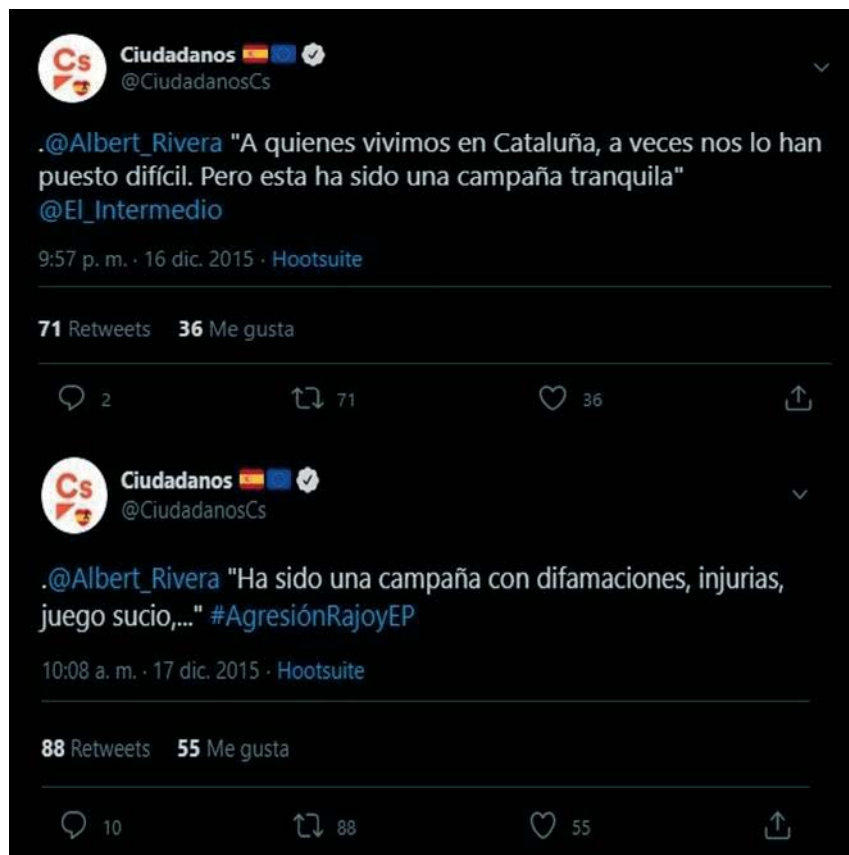 Cs
Ciudadanos 🇪🇸🇪🇺
@CiudadanosCs
.@Albert_Rivera "A quienes vivimos en Cataluña, a veces nos lo han
puesto difícil. Pero esta ha sido una campaña tranquila"
@El_Intermedio
9:57 p. m. · 16 dic. 2015 · Hootsuite
71 Retweets 36 Me gusta
2 71 36
Cs
Ciudadanos 🇪🇸🇪🇺
@CiudadanosCs
.@Albert_Rivera "Ha sido una campaña con difamaciones, injurias,
juego sucio,..." #AgresiónRajoyEP
10:08 a. m. · 17 dic. 2015 · Hootsuite
88 Retweets 55 Me gusta
10 88 55